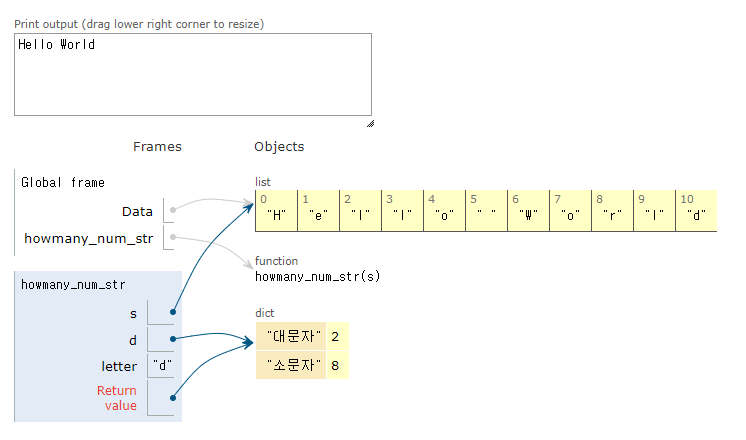 Print output (drag lower right corner to resize)
Hello World
Frames Objects
Global frame
Data
howmany_num_str
list
0 1 2 3 4 5 6 7 8 9 10
"H" "e" "l" "l" "o" " " "W" "o" "r" "l" "d"
function
howmany_num_str(s)
howmany_num_str
s
d
letter "d"
Return
value
dict
"대문자" 2
"소문자" 8